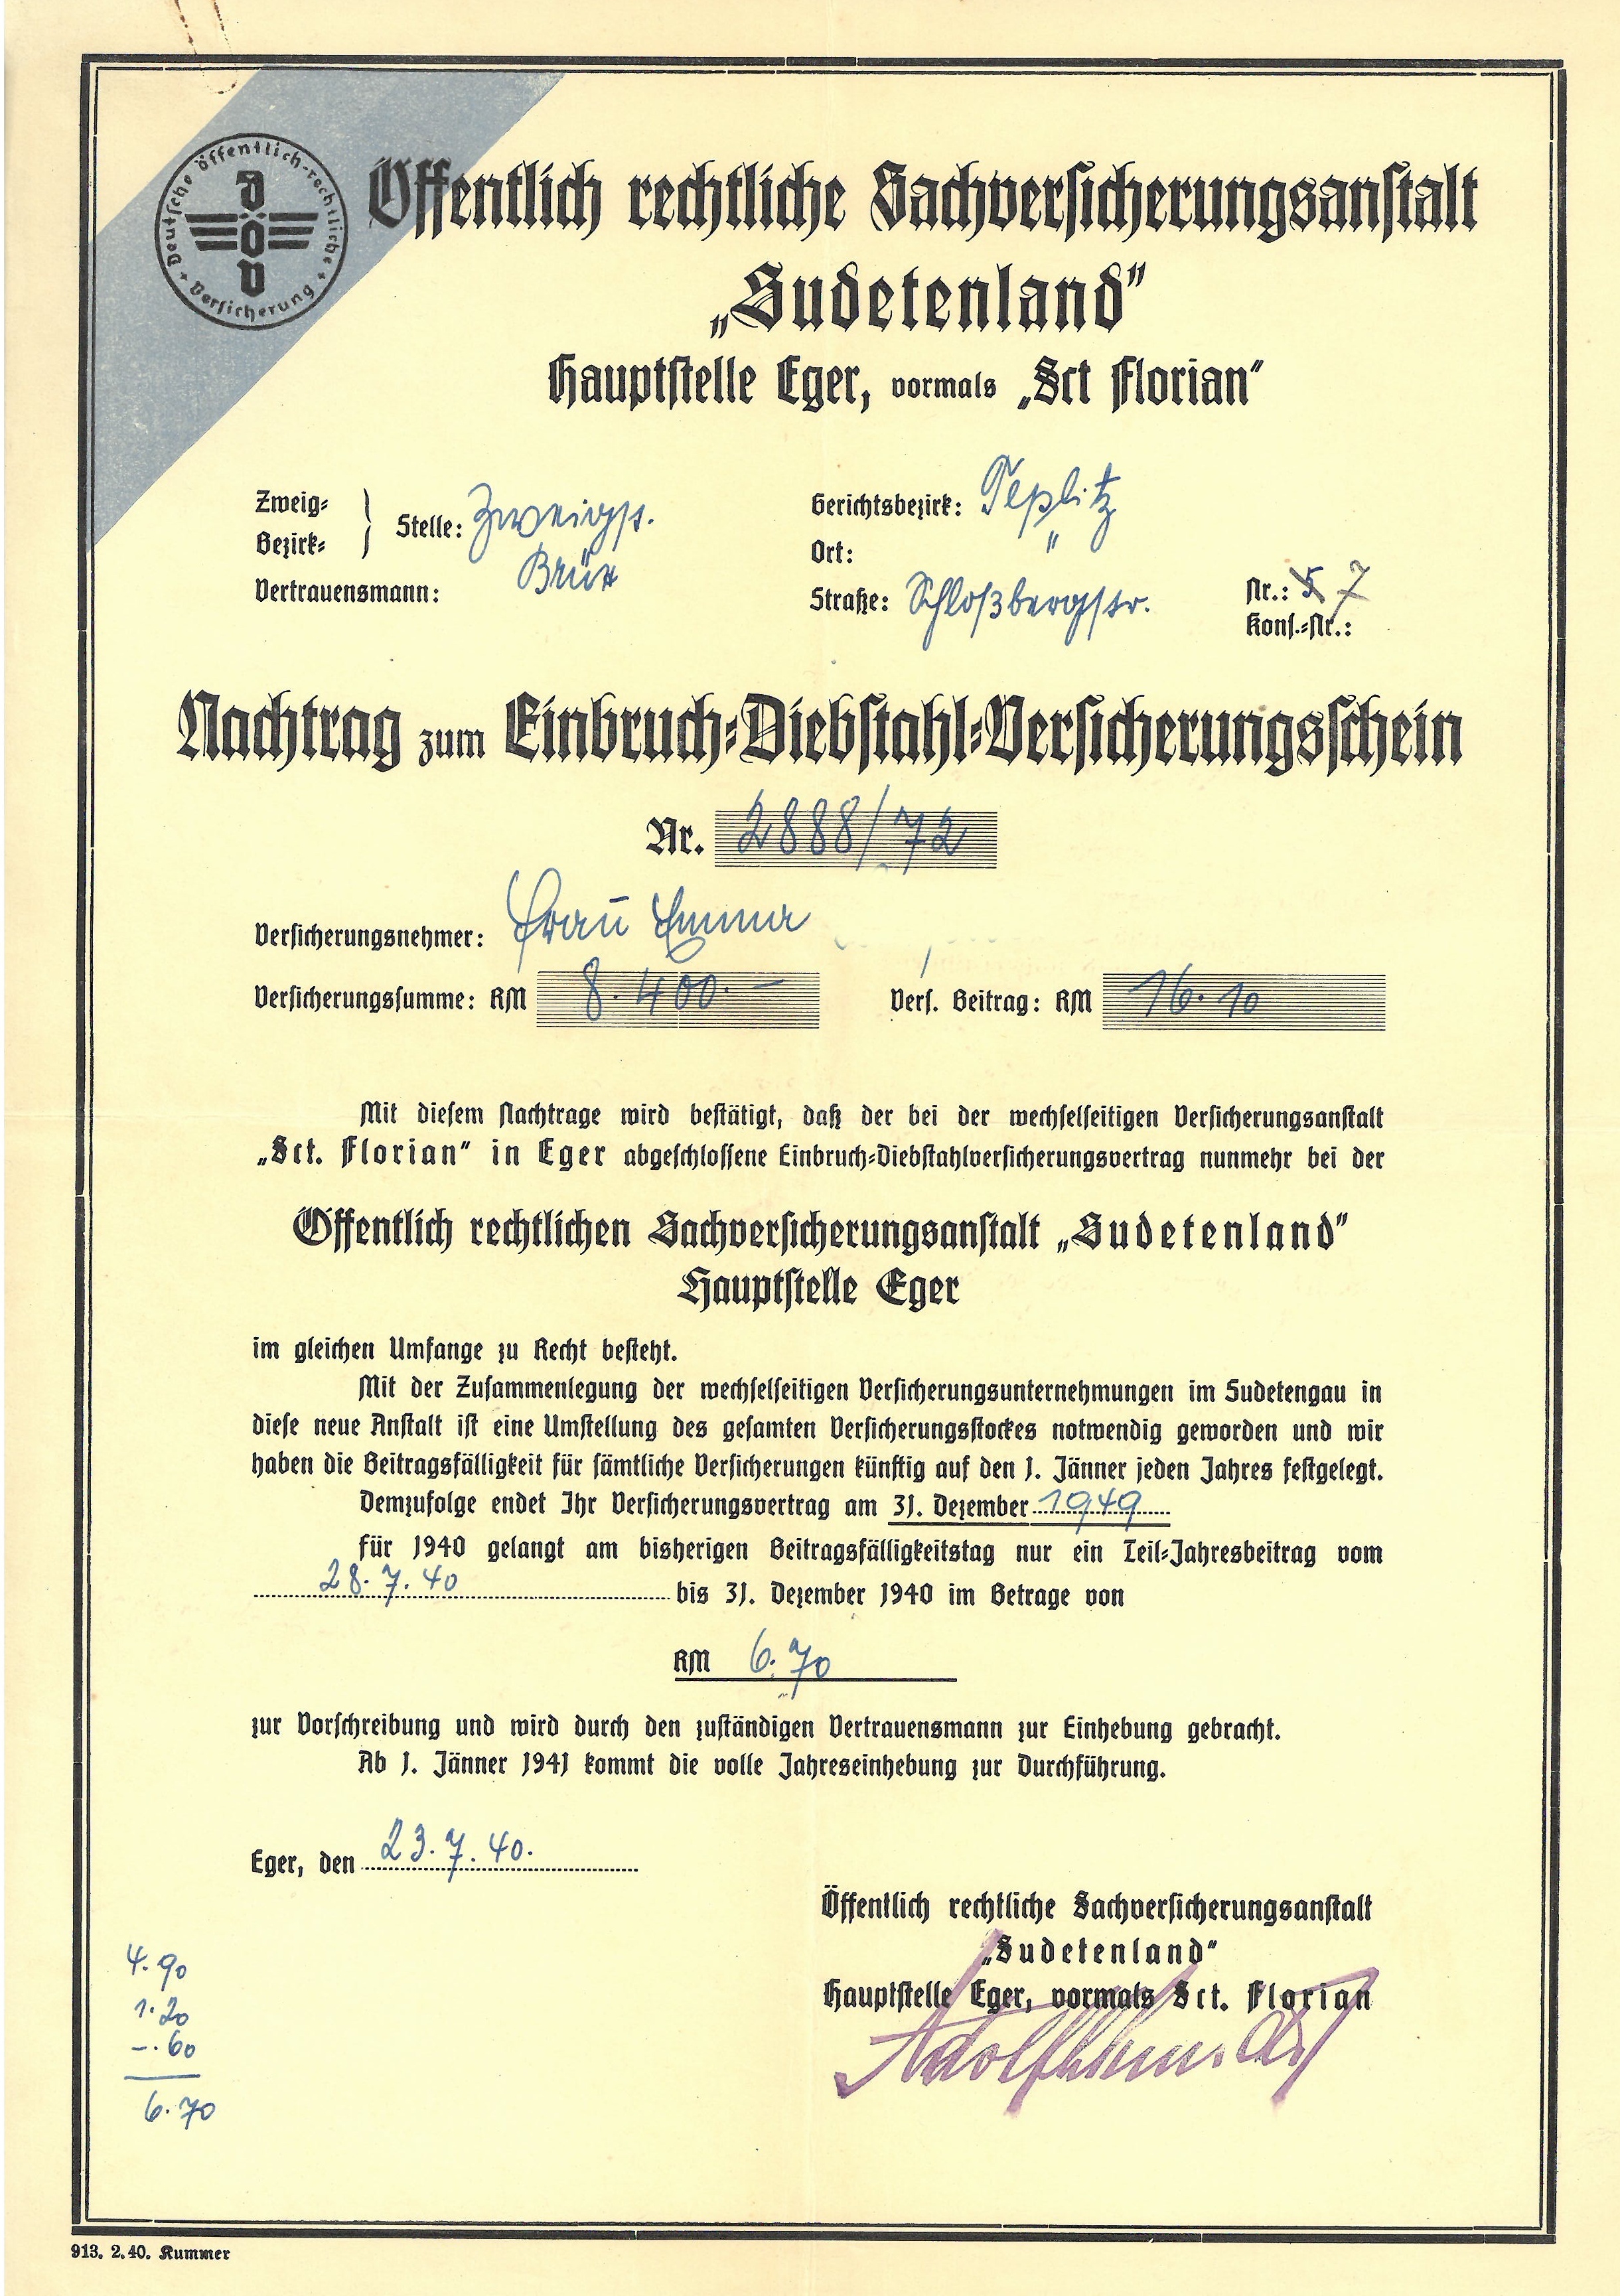 Deutsche öffentlich-rechtliche + Versicherung +
D
Ö
V
Öffentlich rechtliche Sachversicherungsanstalt
„Sudetenland"
Hauptstelle Eger, vormals „Sct Florian"
Zweig-
Bezirk- } Stelle: Zweigst.
Brüx
Vertrauensmann:
Gerichtsbezirk: Teplitz
Ort: "
Straße: Schloßbergstr. Nr.: 5 7
Kons.-Nr.:
Nachtrag zum Einbruch-Diebstahl-Versicherungsschein
Nr. 2888/72
Versicherungsnehmer: Frau Emma
Versicherungssumme: RM 8.400.– Vers. Beitrag: RM 16.10
Mit diesem Nachtrage wird bestätigt, daß der bei der wechselseitigen Versicherungsanstalt
„Sct. Florian" in Eger abgeschlossene Einbruch-Diebstahlversicherungsvertrag nunmehr bei der
Öffentlich rechtlichen Sachversicherungsanstalt „Sudetenland"
Hauptstelle Eger
im gleichen Umfange zu Recht besteht.
Mit der Zusammenlegung der wechselseitigen Versicherungsunternehmungen im Sudetengau in
diese neue Anstalt ist eine Umstellung des gesamten Versicherungsstockes notwendig geworden und wir
haben die Beitragsfälligkeit für sämtliche Versicherungen künftig auf den 1. Jänner jeden Jahres festgelegt.
Demzufolge endet Ihr Versicherungsvertrag am 31. Dezember 1949
Für 1940 gelangt am bisherigen Beitragsfälligkeitstag nur ein Teil-Jahresbeitrag vom
28.7.40 bis 31. Dezember 1940 im Betrage von
RM 6.70
zur Vorschreibung und wird durch den zuständigen Vertrauensmann zur Einhebung gebracht.
Ab 1. Jänner 1941 kommt die volle Jahreseinhebung zur Durchführung.
Eger, den 23.7.40.
Öffentlich rechtliche Sachversicherungsanstalt
„Sudetenland"
Hauptstelle Eger, vormals Sct. Florian
4.90
1.20
–.60
6.70
913. 2.40. Kummer